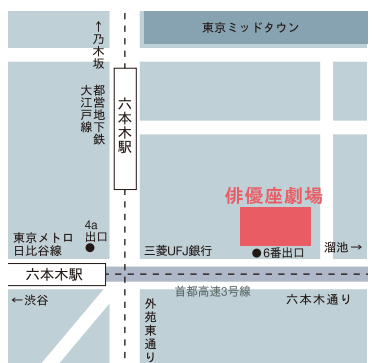 東京ミッドタウン
←乃木坂
都営地下鉄
大江戸線
六本木駅
俳優座劇場
4a
出口
東京メトロ
日比谷線
三菱UFJ銀行
6番出口
溜池→
六本木駅
首都高速3号線
←渋谷
六本木通り
外苑東通り